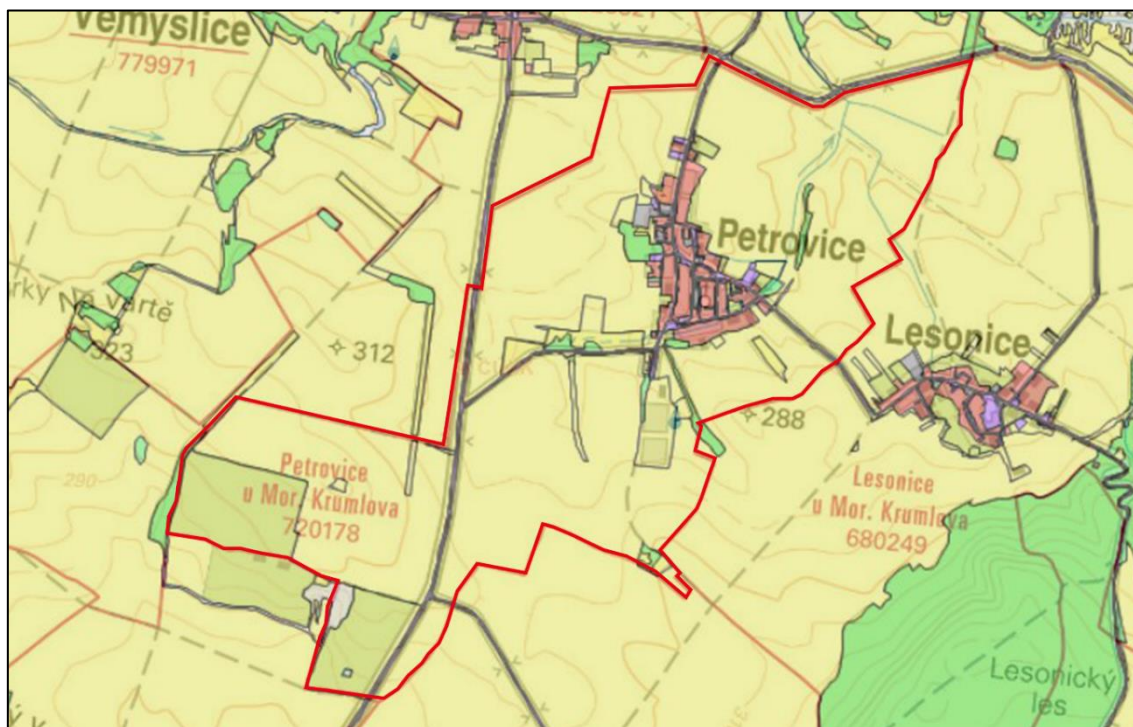 Vémyslice
779971
Petrovice
Na vartě
323
312
288
Lesonice
290
Petrovice
u Mor. Krumlova
720178
Lesonice
u Mor. Krumlova
680249
Lesonický
les